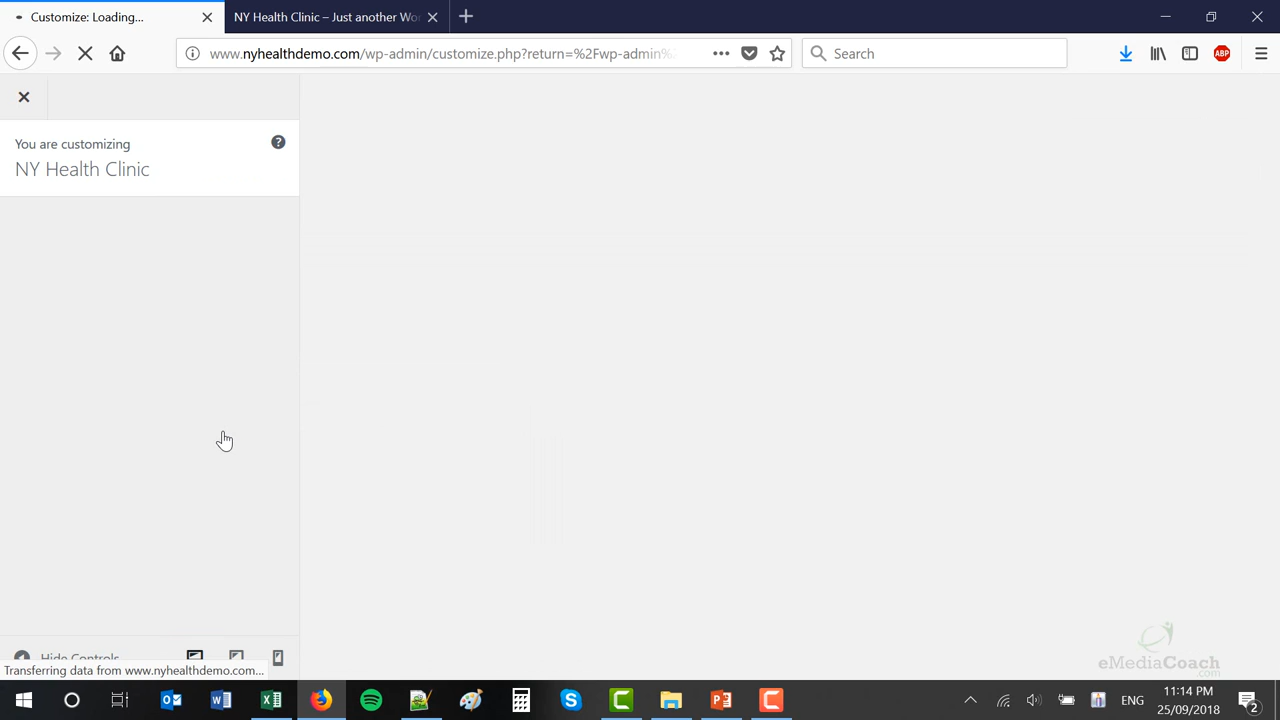 Customize: Loading...
NY Health Clinic – Just another Wo
www.nyhealthdemo.com/wp-admin/customize.php?return=%2Fwp-admin%
Search
ABP
You are customizing
NY Health Clinic
Hide Controls
Transferring data from www.nyhealthdemo.com...
eMediaCoach
.com
ENG
11:14 PM
25/09/2018
2